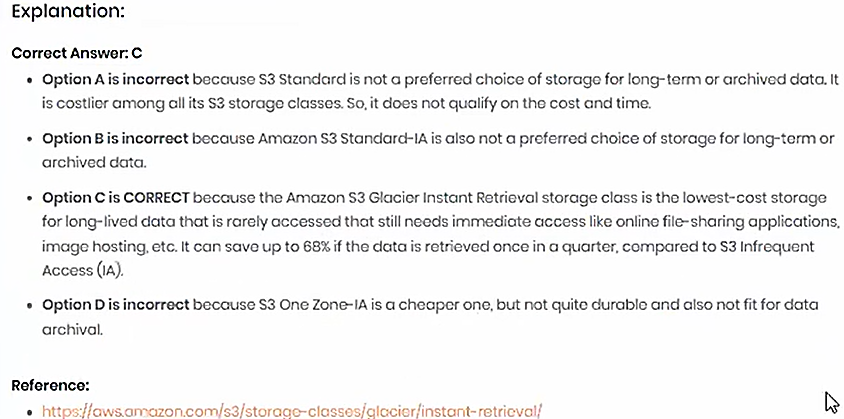 Explanation:
Correct Answer: C
• Option A is incorrect because S3 Standard is not a preferred choice of storage for long-term or archived data. It
is costlier among all its S3 storage classes. So, it does not qualify on the cost and time.
• Option B is incorrect because Amazon S3 Standard-IA is also not a preferred choice of storage for long-term or
archived data.
• Option C is CORRECT because the Amazon S3 Glacier Instant Retrieval storage class is the lowest-cost storage
for long-lived data that is rarely accessed that still needs immediate access like online file-sharing applications,
image hosting, etc. It can save up to 68% if the data is retrieved once in a quarter, compared to S3 Infrequent
Access (IA).
• Option D is incorrect because S3 One Zone-IA is a cheaper one, but not quite durable and also not fit for data
archival.
Reference:
• https://aws.amazon.com/s3/storage-classes/glacier/instant-retrieval/